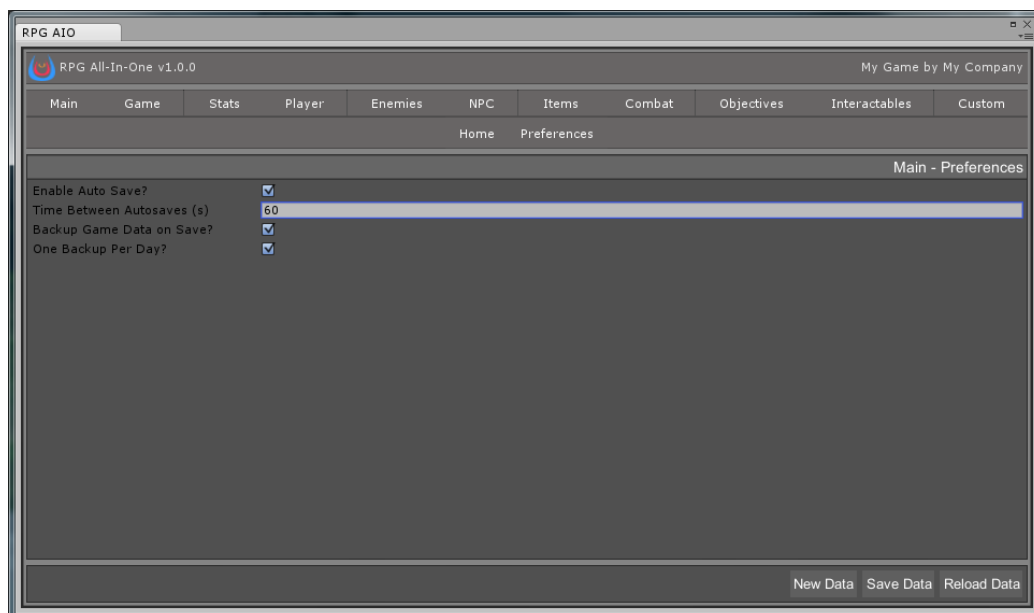 RPG AIO
RPG All-In-One v1.0.0 My Game by My Company
Main Game Stats Player Enemies NPC Items Combat Objectives Interactables Custom
Home Preferences
Main - Preferences
Enable Auto Save?
Time Between Autosaves (s) 60
Backup Game Data on Save?
One Backup Per Day?
New Data Save Data Reload Data